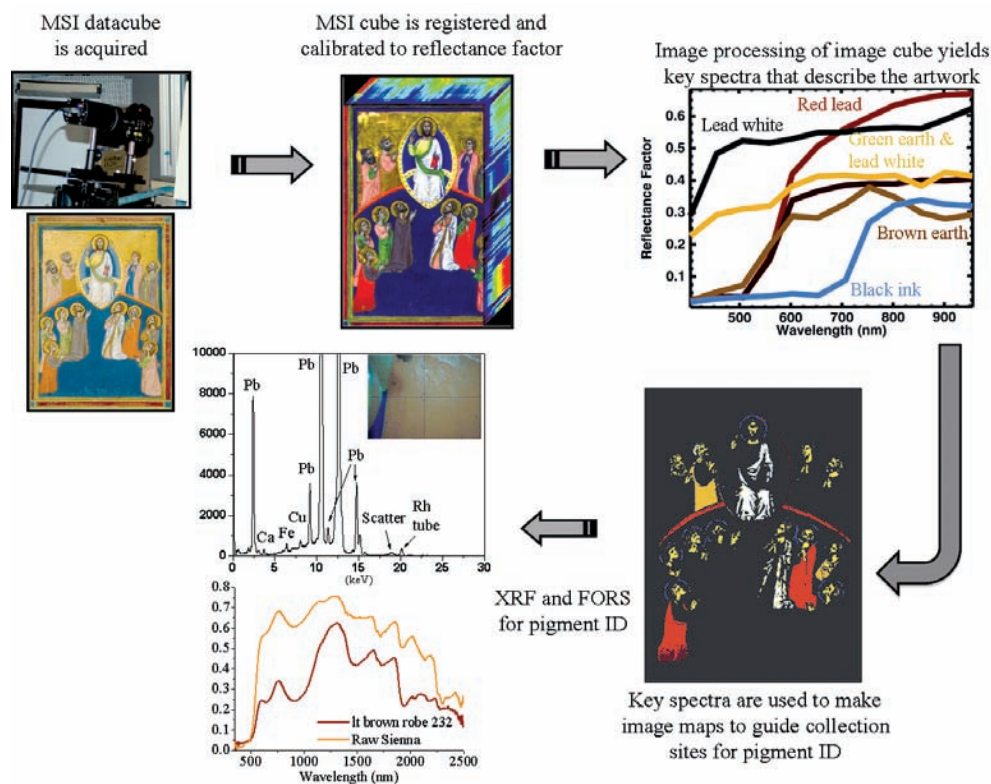 MSI datacube
is acquired
MSI cube is registered and
calibrated to reflectance factor
Image processing of image cube yields
key spectra that describe the artwork
Red lead
Lead white
Green earth &
lead white
Brown earth
Black ink
Reflectance Factor
0.6
0.5
0.4
0.3
0.2
0.1
500 600 700 800 900
Wavelength (nm)
Key spectra are used to make
image maps to guide collection
sites for pigment ID
XRF and FORS
for pigment ID
10000
8000
6000
4000
2000
0
Pb
Pb
Pb
Pb
Pb
Ca
Fe
Cu
Scatter
Rh
tube
0 5 10 15 20 25 30
(keV)
0.8
0.7
0.6
0.5
0.4
0.3
0.2
0.1
0.0
lt brown robe 232
Raw Sienna
500 1000 1500 2000 2500
Wavelength (nm)